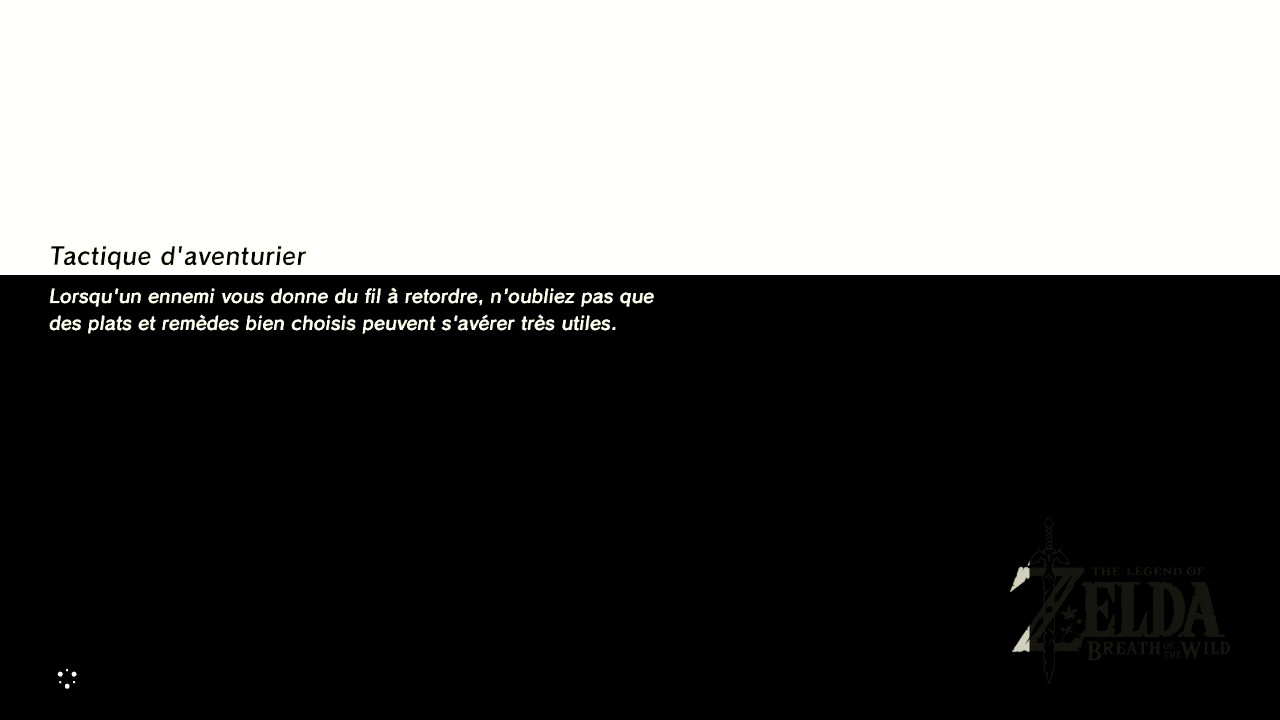 Tactique d'aventurier
Lorsqu'un ennemi vous donne du fil à retordre, n'oubliez pas que
des plats et remèdes bien choisis peuvent s'avérer très utiles.
THE LEGEND OF
ZELDA
BREATH OF THE WILD